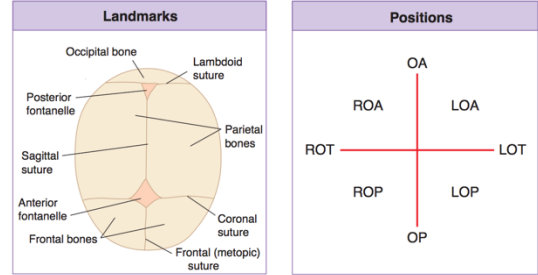 Landmarks
Occipital bone
Lambdoid
suture
Posterior
fontanelle
Parietal
bones
Sagittal
suture
Anterior
fontanelle
Coronal
suture
Frontal bones
Frontal (metopic)
suture
Positions
OA
ROA
LOA
ROT
LOT
ROP
LOP
OP